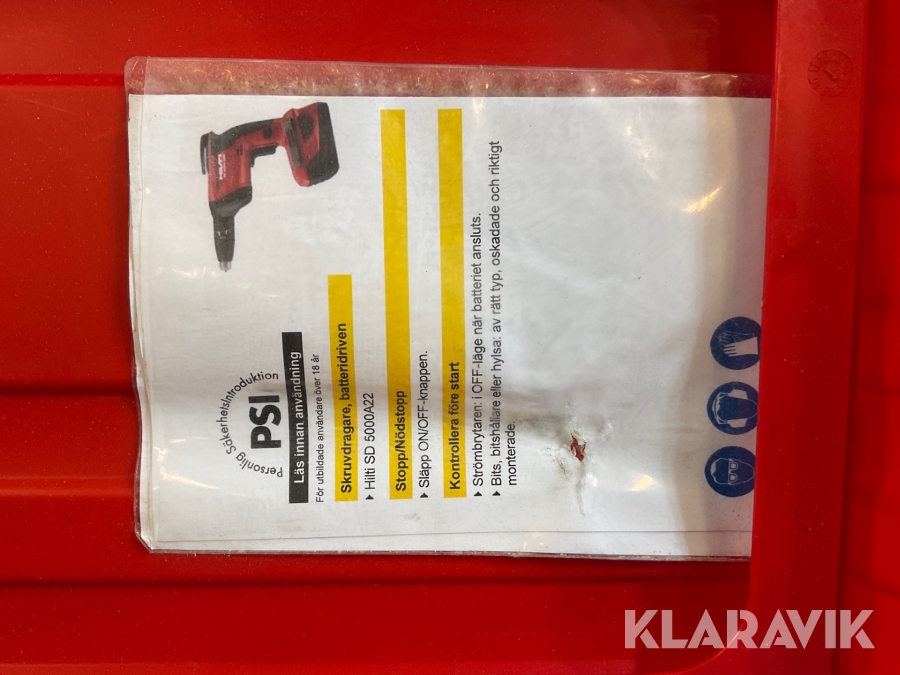 Personlig Säkerhetsintroduktion
PSI
Läs innan användning
För utbildade användare över 18 år
HILTI
Skruvdragare, batteridriven
▸ Hilti SD 5000A22
Stopp/Nödstopp
▸ Släpp ON/OFF-knappen.
Kontrollera före start
▸ Strömbrytaren: i OFF-läge när batteriet ansluts.
▸ Bits, bitshållare eller hylsa: av rätt typ, oskadade och riktigt
monterade.
KLARAVIK